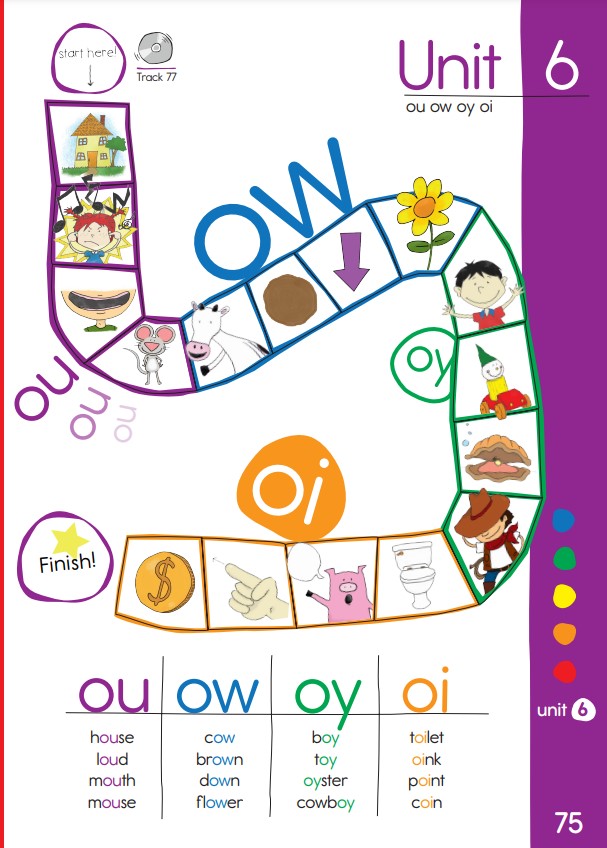 start here!
Track 77
Unit 6
ou ow oy oi
ow
oy
ou
ou
ou
oi
$
Finish!
ou ow oy oi
house cow boy toilet
loud brown toy oink
mouth down oyster point
mouse flower cowboy coin
unit 6
75